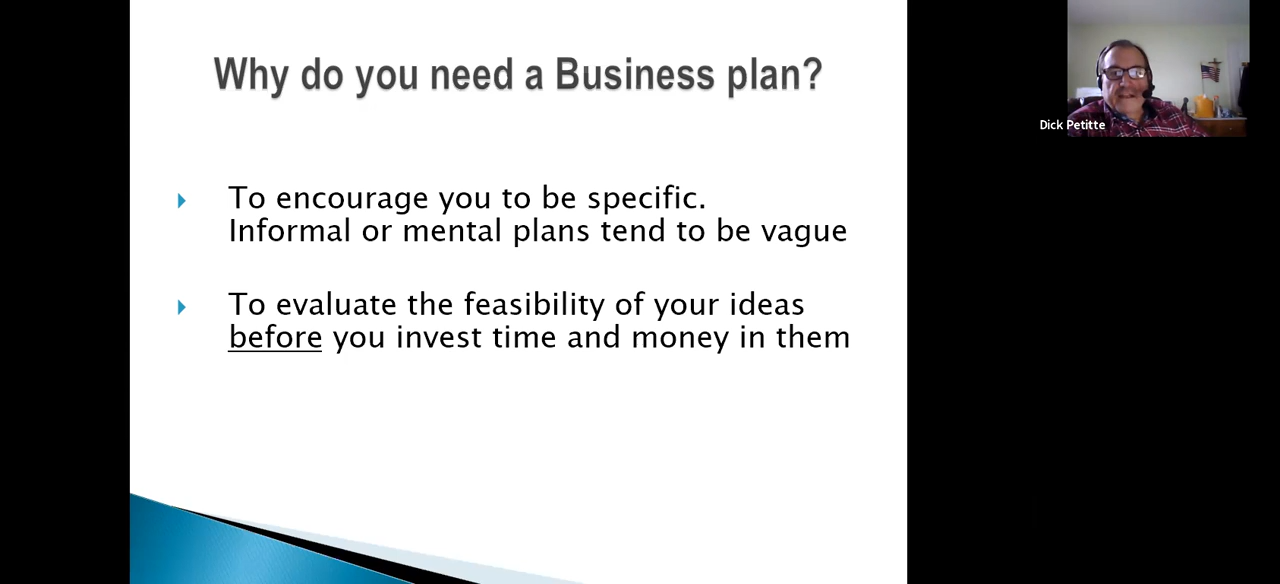 Why do you need a Business plan?
To encourage you to be specific.
Informal or mental plans tend to be vague
To evaluate the feasibility of your ideas
before you invest time and money in them
Dick Petitte